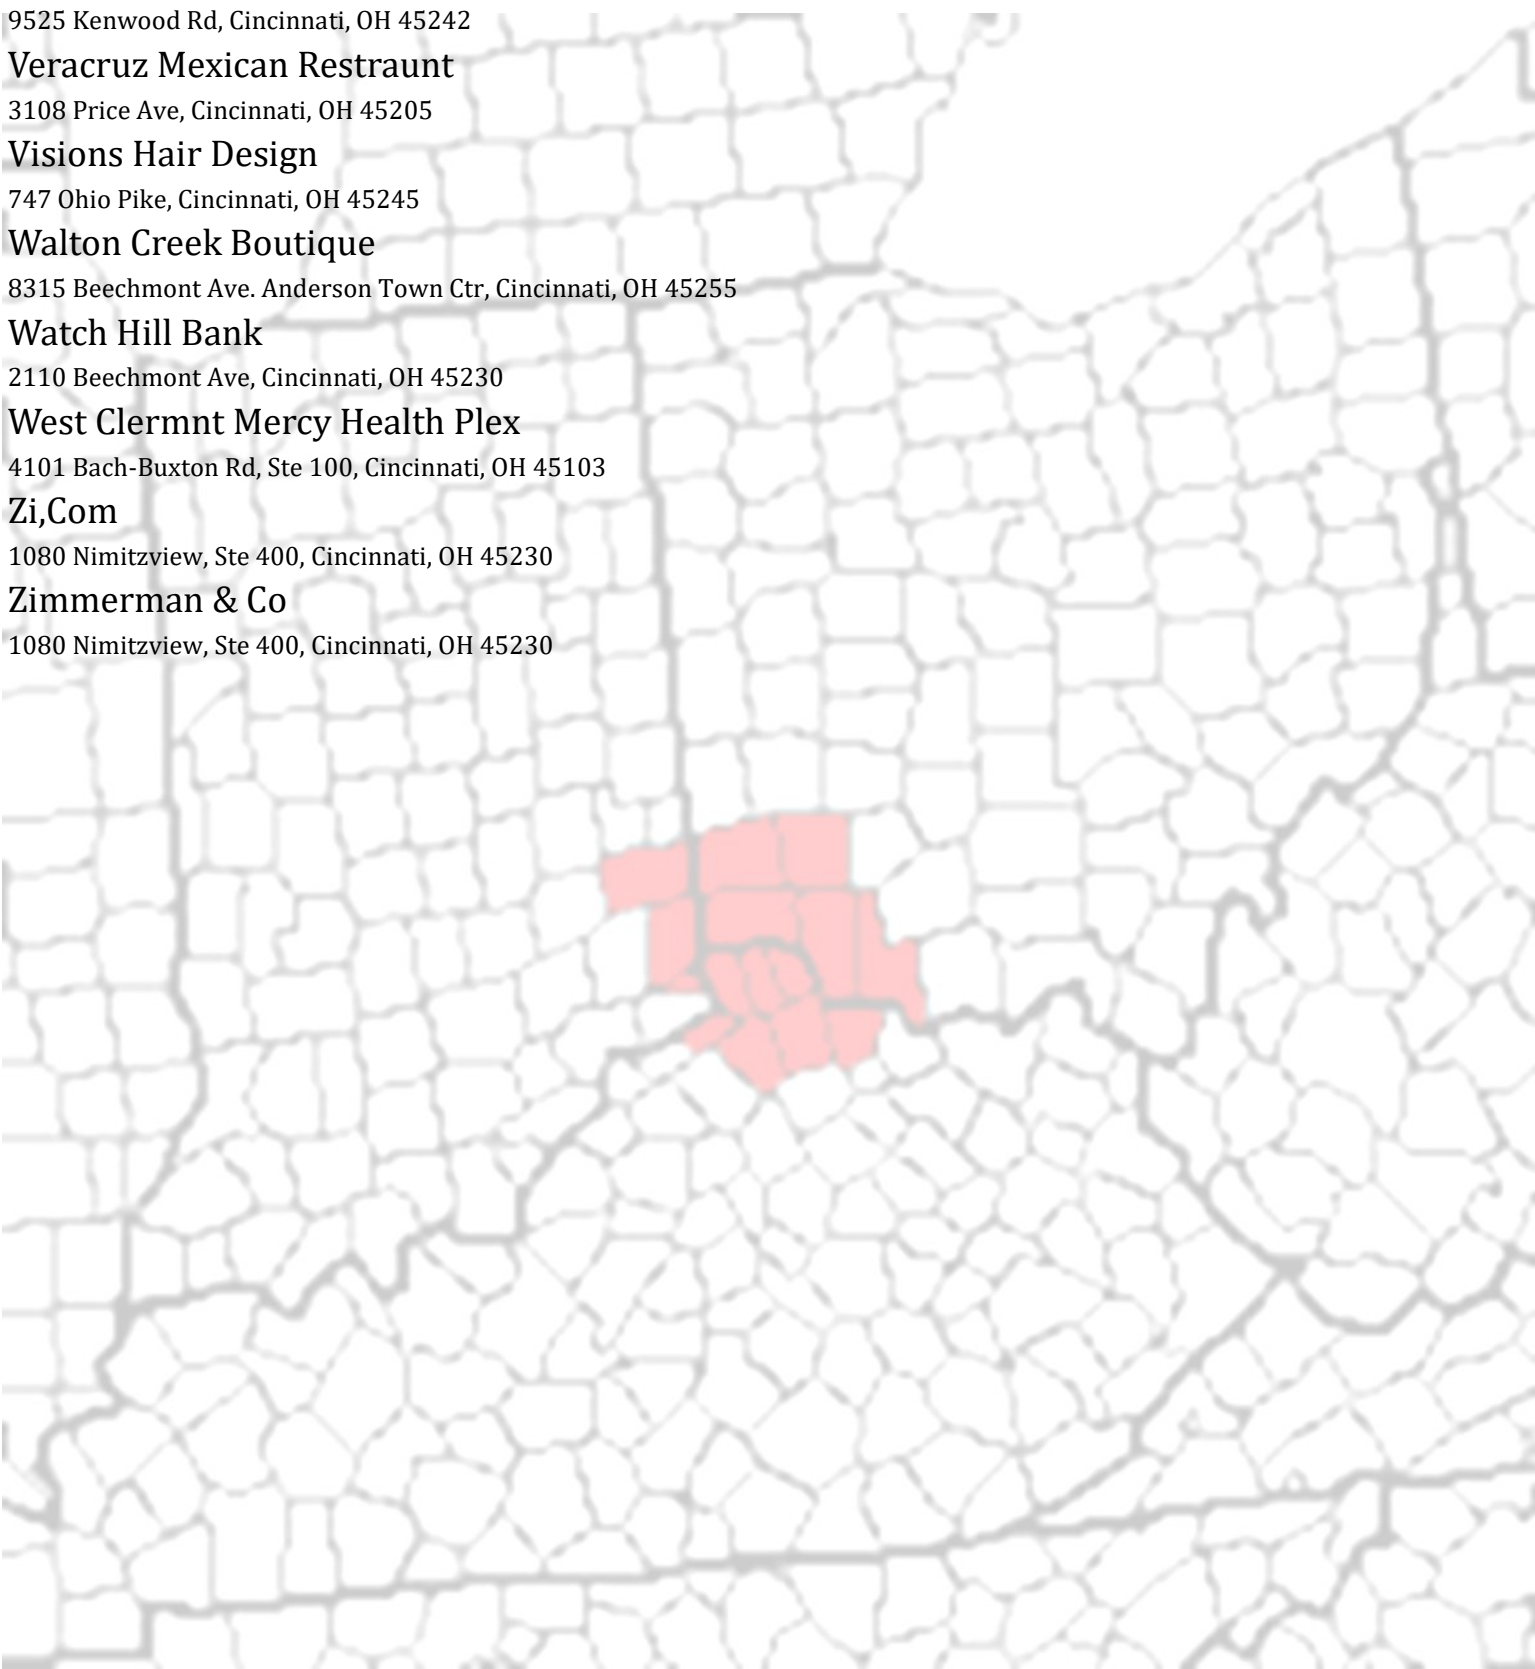 9525 Kenwood Rd, Cincinnati, OH 45242
Veracruz Mexican Restraunt
3108 Price Ave, Cincinnati, OH 45205
Visions Hair Design
747 Ohio Pike, Cincinnati, OH 45245
Walton Creek Boutique
8315 Beechmont Ave. Anderson Town Ctr, Cincinnati, OH 45255
Watch Hill Bank
2110 Beechmont Ave, Cincinnati, OH 45230
West Clermnt Mercy Health Plex
4101 Bach-Buxton Rd, Ste 100, Cincinnati, OH 45103
Zi,Com
1080 Nimitzview, Ste 400, Cincinnati, OH 45230
Zimmerman & Co
1080 Nimitzview, Ste 400, Cincinnati, OH 45230